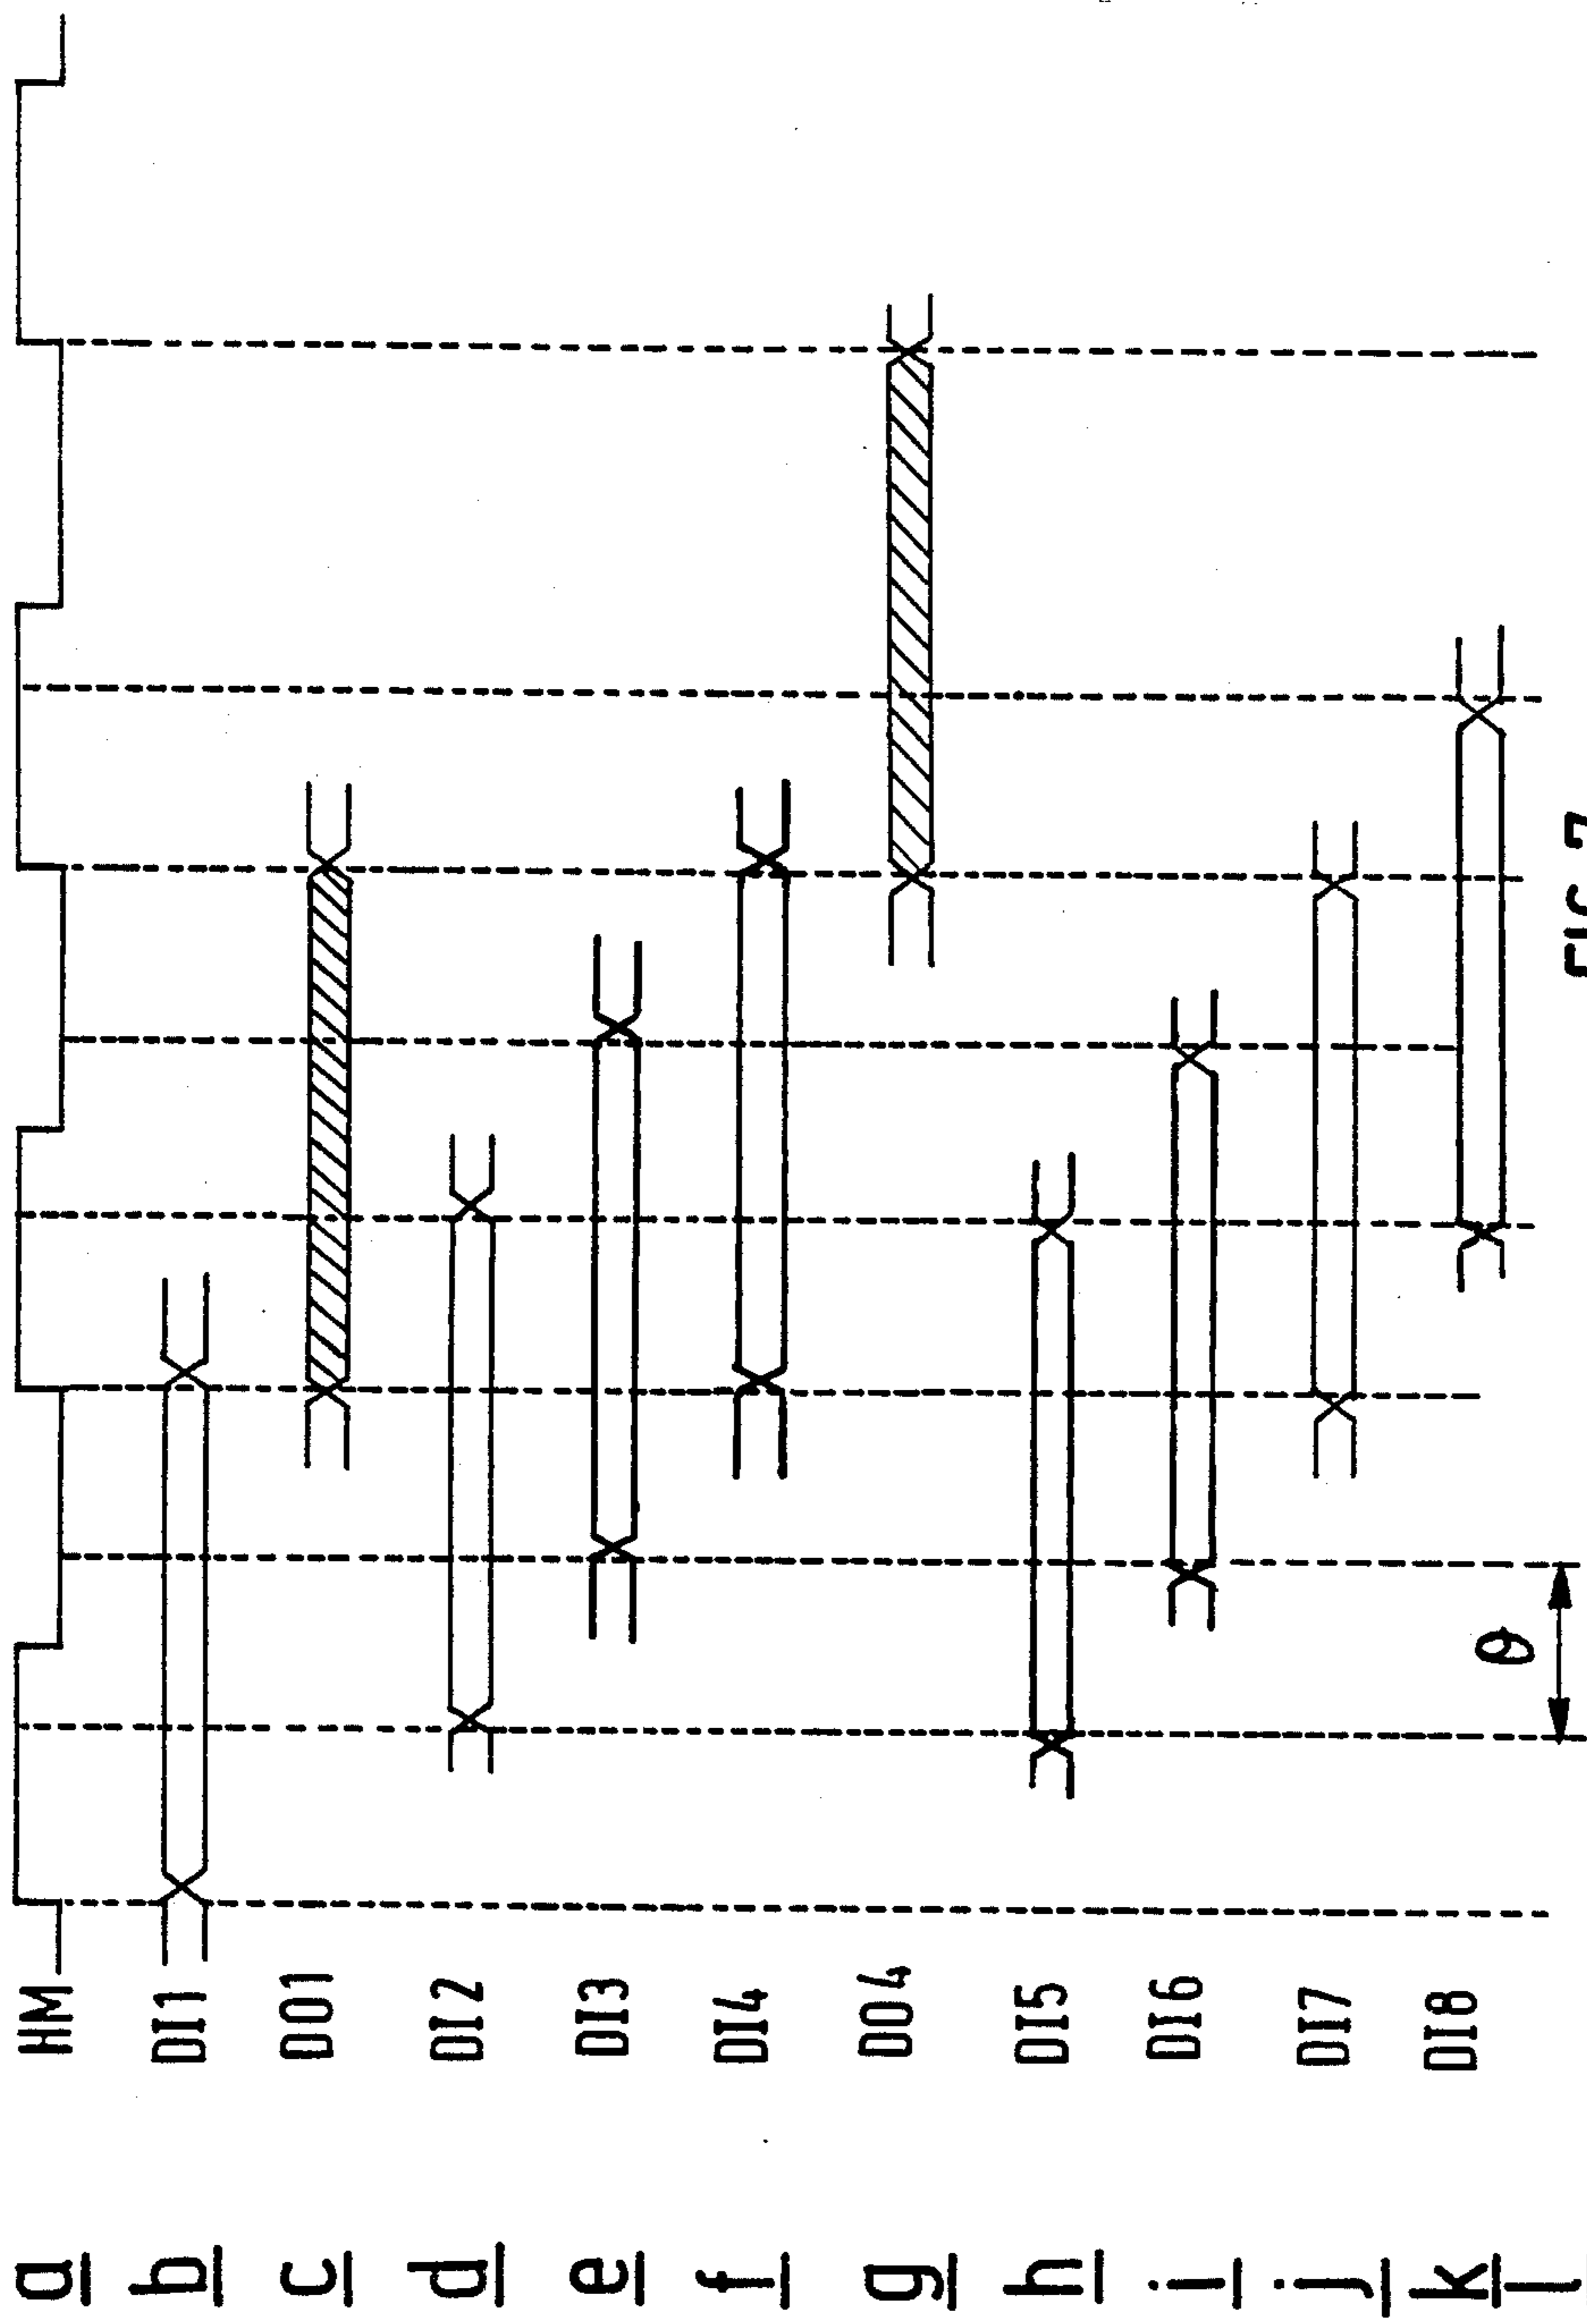 a HM
b DI1
c DO1
d DI2
e DI3
f DI4
g DO4
h DI5
i DI6
j DI7
k DI8
l θ